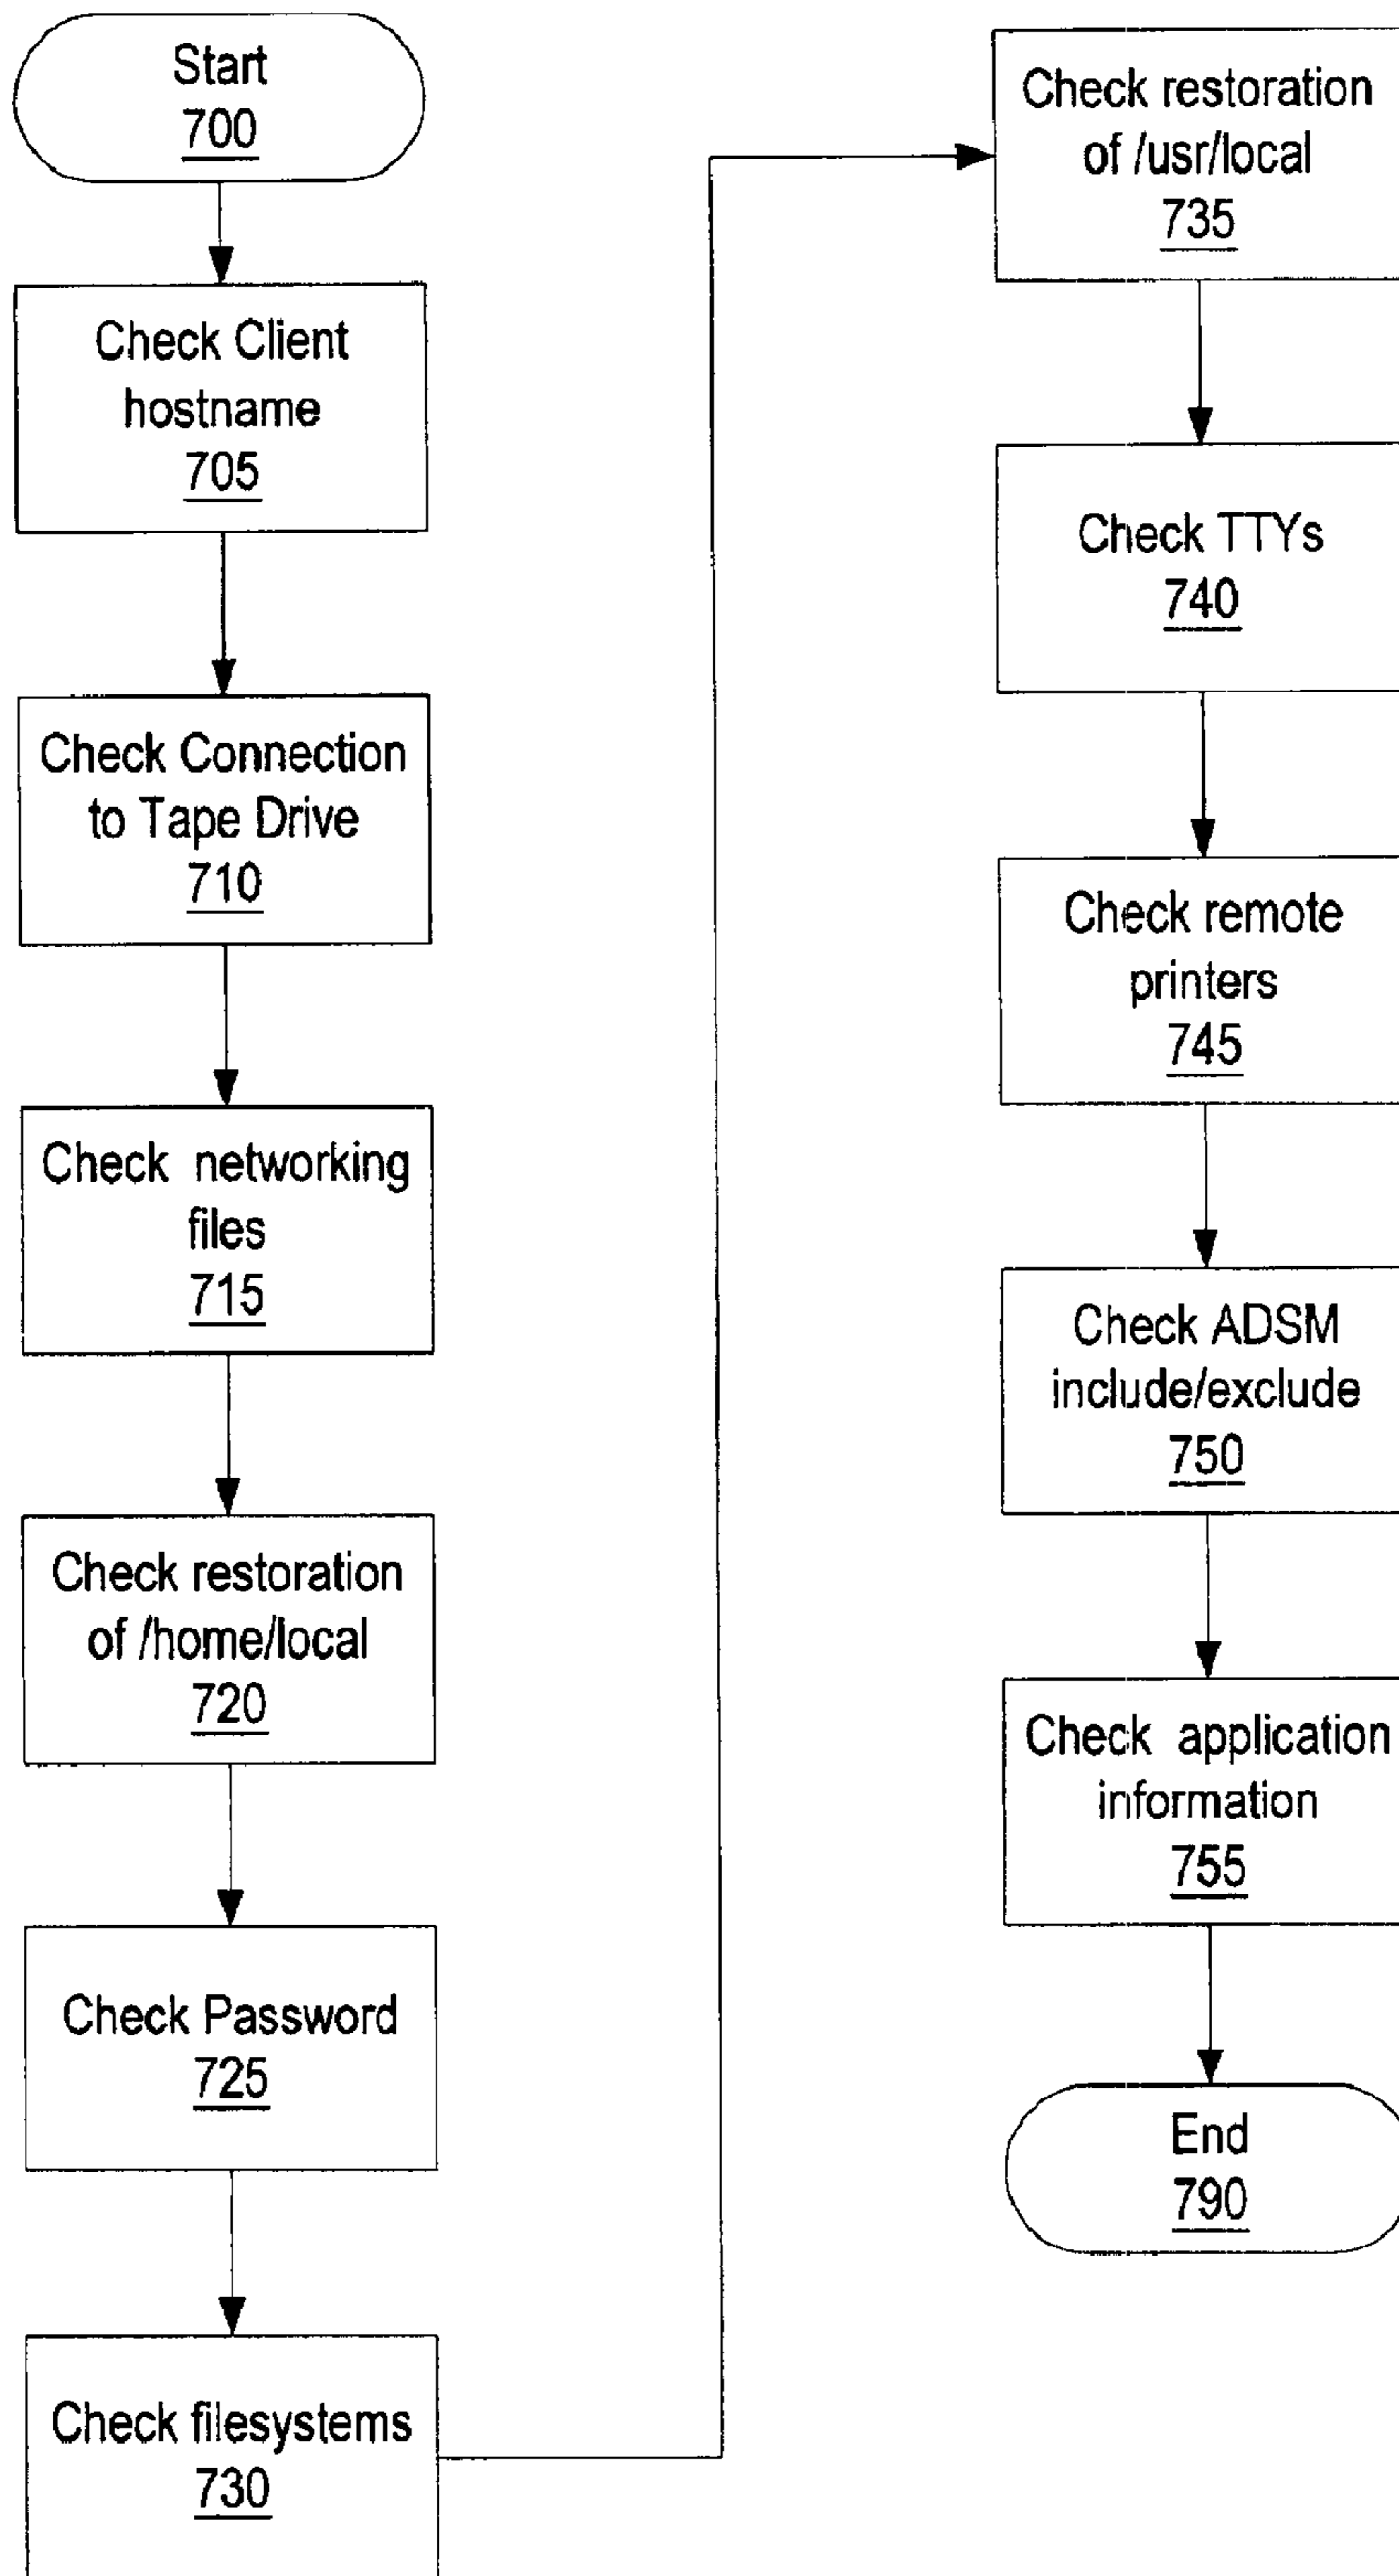 Start
700
Check Client
hostname
705
Check Connection
to Tape Drive
710
Check networking
files
715
Check restoration
of /home/local
720
Check Password
725
Check filesystems
730
Check restoration
of /usr/local
735
Check TTYs
740
Check remote
printers
745
Check ADSM
include/exclude
750
Check application
information
755
End
790